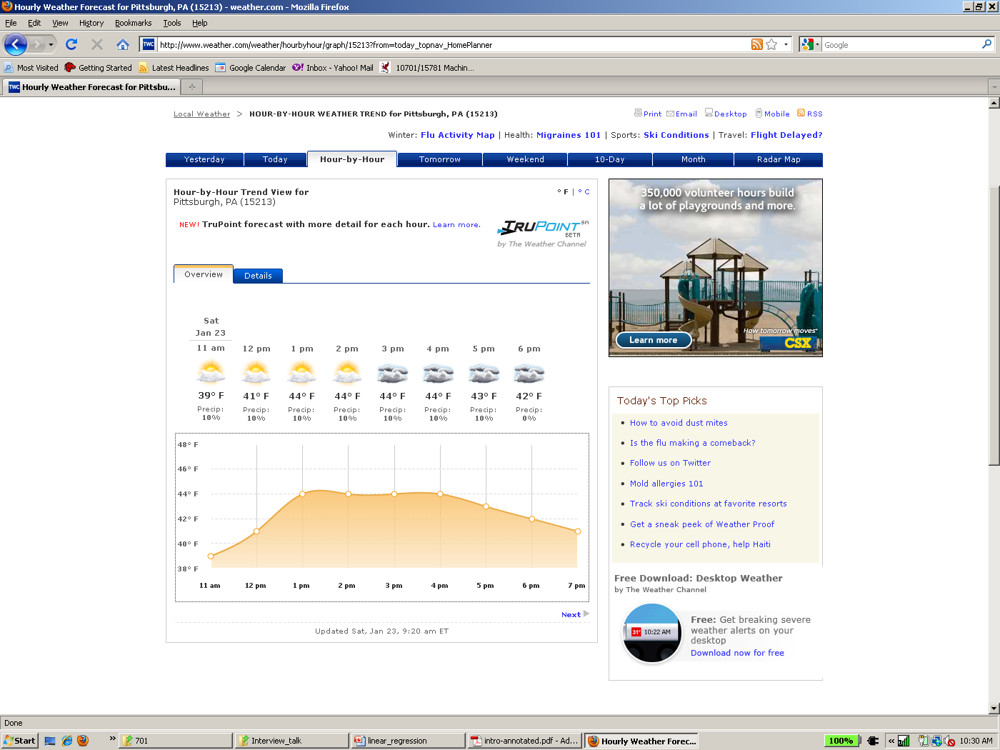 Hourly Weather Forecast for Pittsburgh, PA (15213) - weather.com - Mozilla Firefox
File Edit View History Bookmarks Tools Help
TWC http://www.weather.com/weather/hourbyhour/graph/15213?from=today_topnav_HomePlanner
Google
Most Visited Getting Started Latest Headlines Google Calendar Inbox - Yahoo! Mail 10701/15781 Machin...
TWC Hourly Weather Forecast for Pittsbu...
Local Weather > HOUR-BY-HOUR WEATHER TREND for Pittsburgh, PA (15213)
Print Email Desktop Mobile RSS
Winter: Flu Activity Map | Health: Migraines 101 | Sports: Ski Conditions | Travel: Flight Delayed?
Yesterday Today Hour-by-Hour Tomorrow Weekend 10-Day Month Radar Map
Hour-by-Hour Trend View for
Pittsburgh, PA (15213)
° F | ° C
NEW! TruPoint forecast with more detail for each hour. Learn more.
TRUPOINT SM
BETA
by The Weather Channel
Overview Details
Sat
Jan 23
11 am 12 pm 1 pm 2 pm 3 pm 4 pm 5 pm 6 pm
39° F 41° F 44° F 44° F 44° F 44° F 43° F 42° F
Precip: Precip: Precip: Precip: Precip: Precip: Precip: Precip:
10% 10% 10% 10% 10% 10% 10% 0%
48° F
46° F
44° F
42° F
40° F
38° F
11 am 12 pm 1 pm 2 pm 3 pm 4 pm 5 pm 6 pm 7 pm
Next
Updated Sat, Jan 23, 9:20 am ET
350,000 volunteer hours build
a lot of playgrounds and more.
How tomorrow moves
Learn more
CSX
Today's Top Picks
How to avoid dust mites
Is the flu making a comeback?
Follow us on Twitter
Mold allergies 101
Track ski conditions at favorite resorts
Get a sneak peek of Weather Proof
Recycle your cell phone, help Haiti
Free Download: Desktop Weather
by The Weather Channel
31° 10:22 AM
Free: Get breaking severe
weather alerts on your
desktop
Download now for free
Done
Start 701 Interview_talk linear_regression intro-annotated.pdf - Ad... Hourly Weather Forec... 100% 10:30 AM